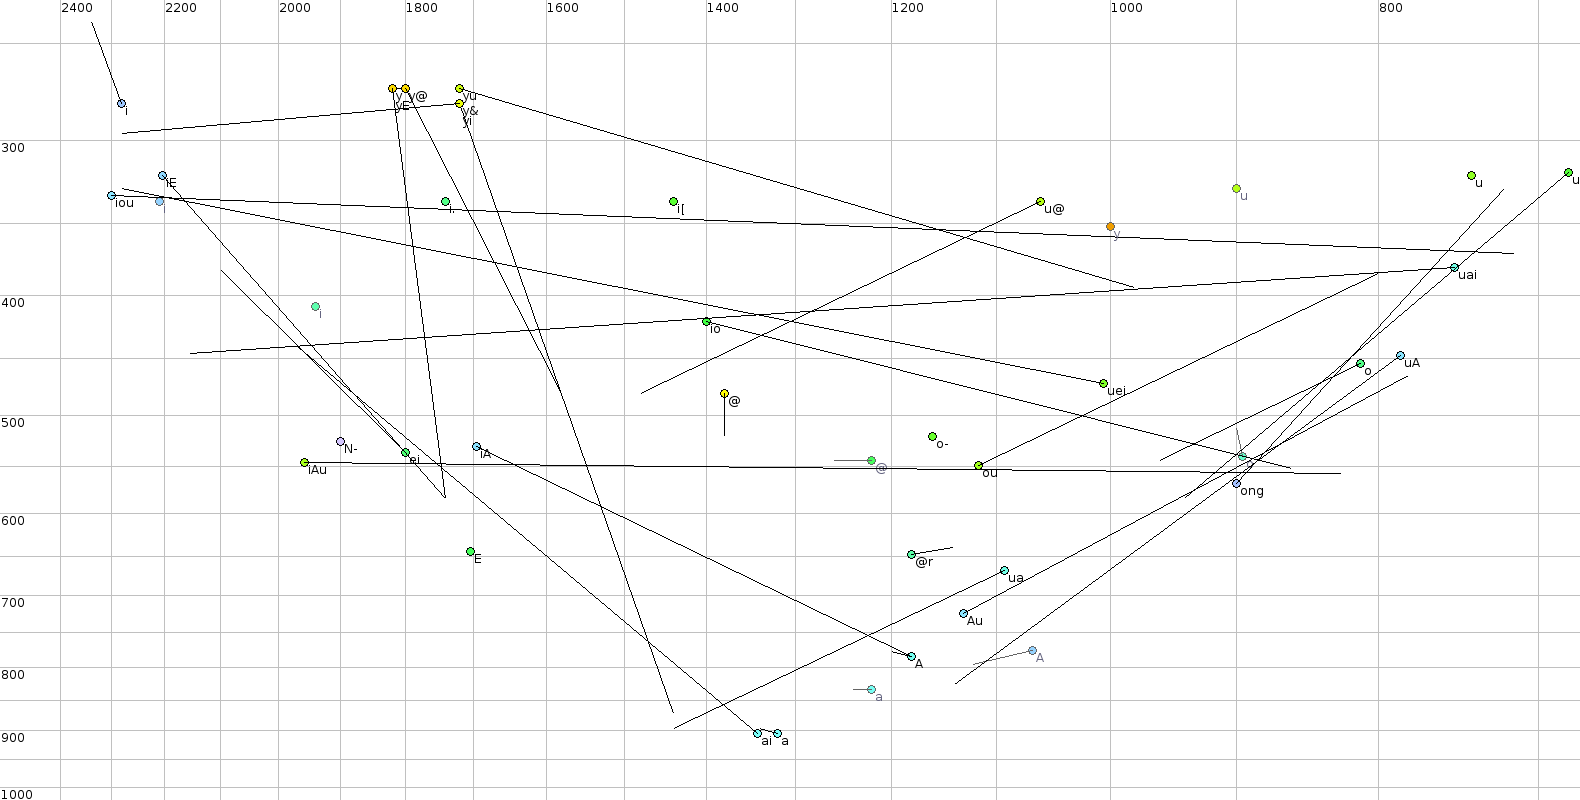 2400 2200 2000 1800 1600 1400 1200 1000 800
i
y y@ yu
yE y&
yi
300
iE u u
iou i i. i[ u@ u
y
uai
400
i
io
uei uA
o
@
500
N- o-
iAu ei iA @ ou o
ong
600
E @r
ua
700
Au
A A
800
a
900
ai a
1000